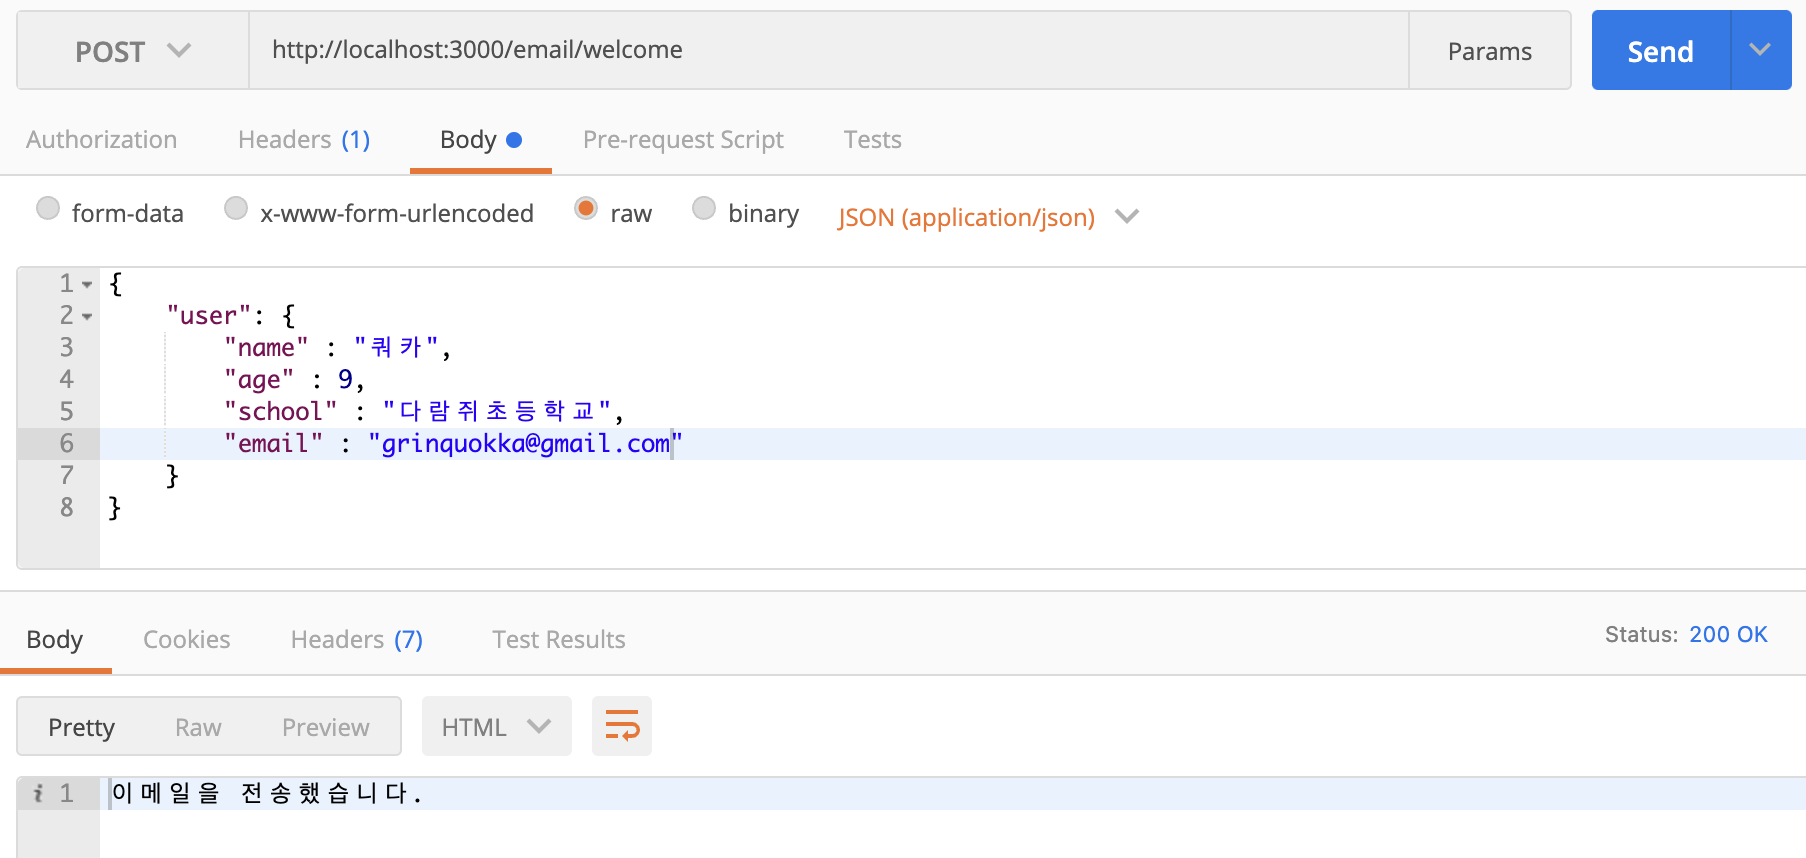 POST http://localhost:3000/email/welcome Params Send
Authorization Headers (1) Body Pre-request Script Tests
form-data x-www-form-urlencoded raw binary JSON (application/json)
1 {
2 "user": {
3 "name" : "쿼카",
4 "age" : 9,
5 "school" : "다람쥐초등학교",
6 "email" : "grinquokka@gmail.com"
7 }
8 }
Body Cookies Headers (7) Test Results Status: 200 OK
Pretty Raw Preview HTML
i 1 이메일을 전송했습니다.